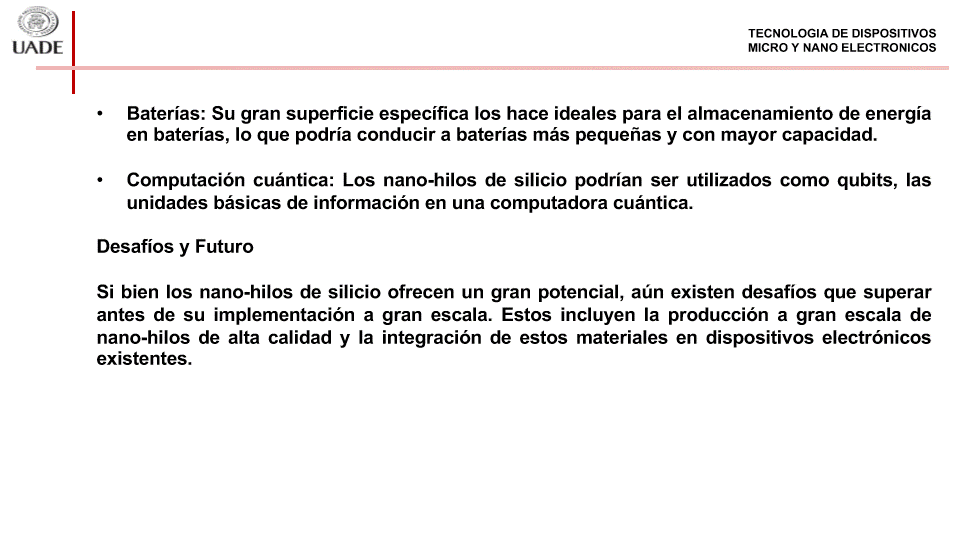 UADE
TECNOLOGIA DE DISPOSITIVOS
MICRO Y NANO ELECTRONICOS
• Baterías: Su gran superficie específica los hace ideales para el almacenamiento de energía
en baterías, lo que podría conducir a baterías más pequeñas y con mayor capacidad.
• Computación cuántica: Los nano-hilos de silicio podrían ser utilizados como qubits, las
unidades básicas de información en una computadora cuántica.
Desafíos y Futuro
Si bien los nano-hilos de silicio ofrecen un gran potencial, aún existen desafíos que superar
antes de su implementación a gran escala. Estos incluyen la producción a gran escala de
nano-hilos de alta calidad y la integración de estos materiales en dispositivos electrónicos
existentes.